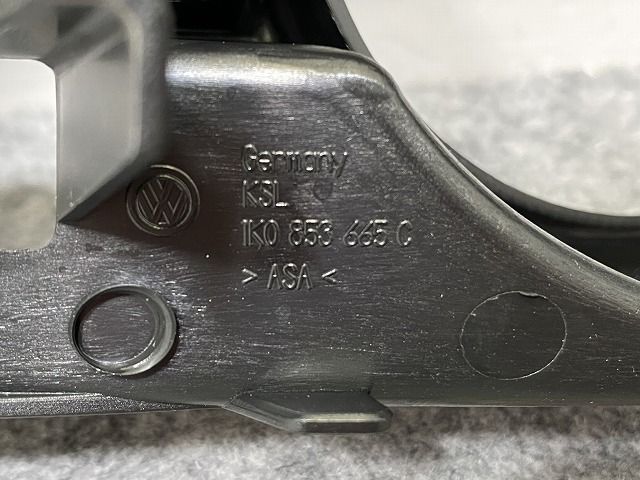 Germany
KSL
1K0 853 665 C
> ASA <